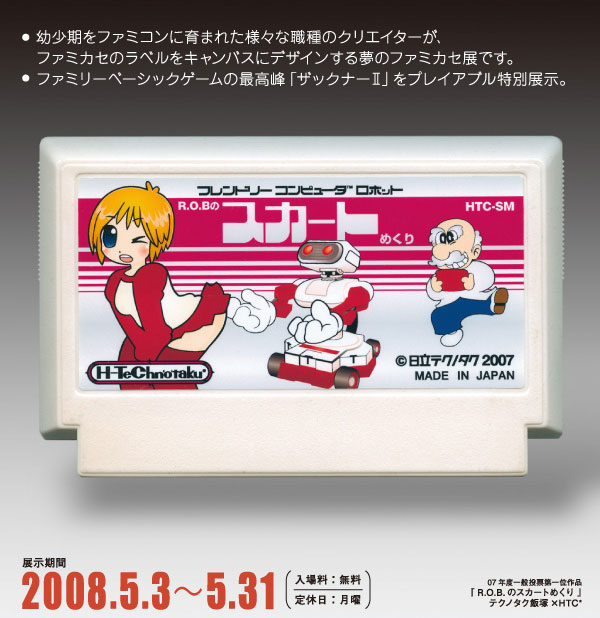 ● 幼少期をファミコンに育まれた様々な職種のクリエイターが、
ファミカセのラベルをキャンバスにデザインする夢のファミカセ展です。
● ファミリーベーシックゲームの最高峰「ザックナーⅡ」をプレイアブル特別展示。
フレンドリー コンピューダ™ ロボット
R.O.Bの
スカート
めくり
HTC-SM
H-TeChnotaku®
©日立テクノタク 2007
MADE IN JAPAN
展示期間
2008.5.3〜5.31
入場料：無料
定休日：月曜
07年度一般投票第一位作品
「R.O.B.のスカートめくり」
テクノタク飯塚 ×HTC*